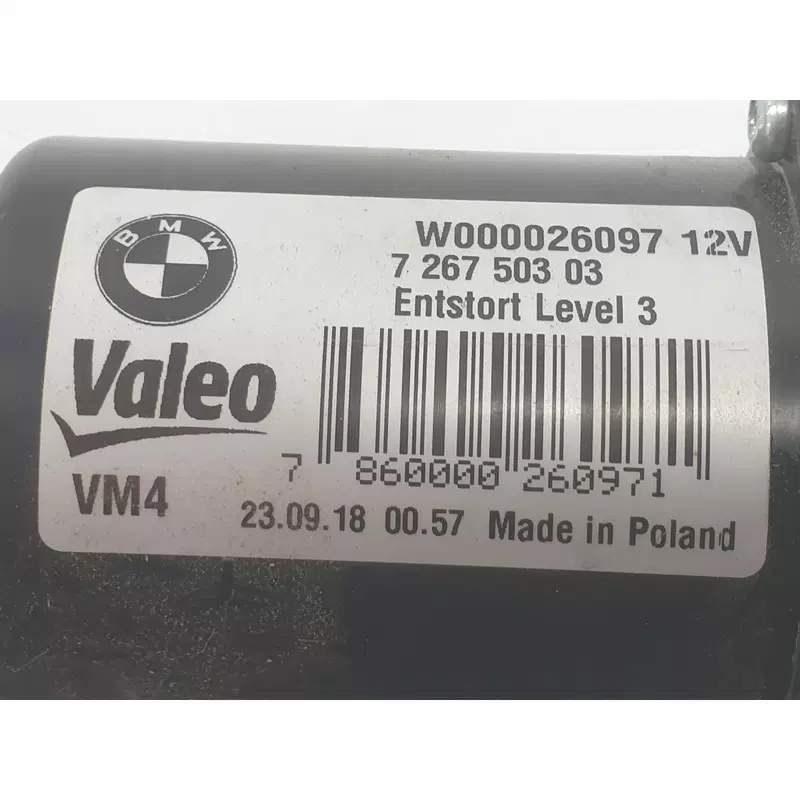 BMW
W000026097 12V
7 267 503 03
Entstort Level 3
Valeo
7 860000 260971
VM4
23.09.18 00.57 Made in Poland